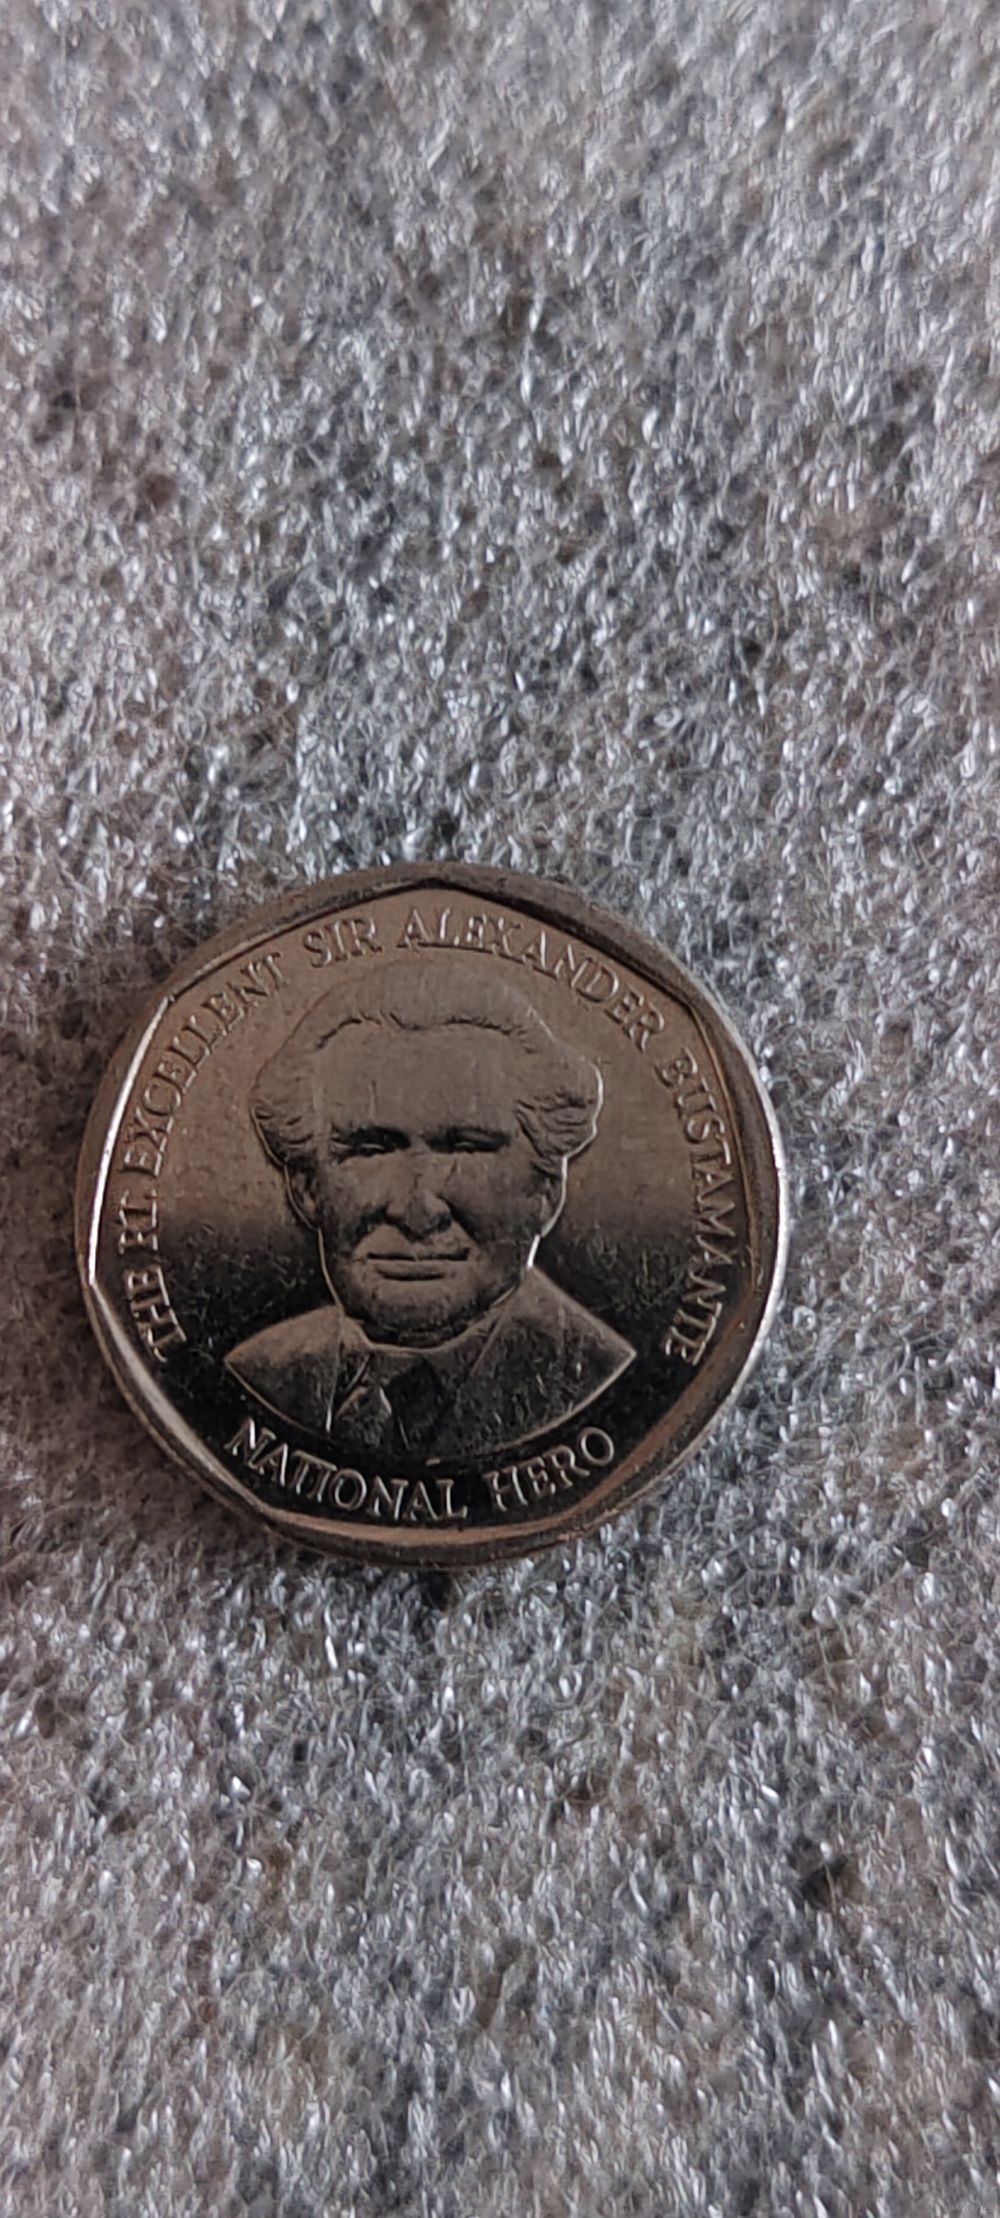 THE RT. EXCELLENT SIR ALEXANDER BUSTAMANTE
NATIONAL HERO